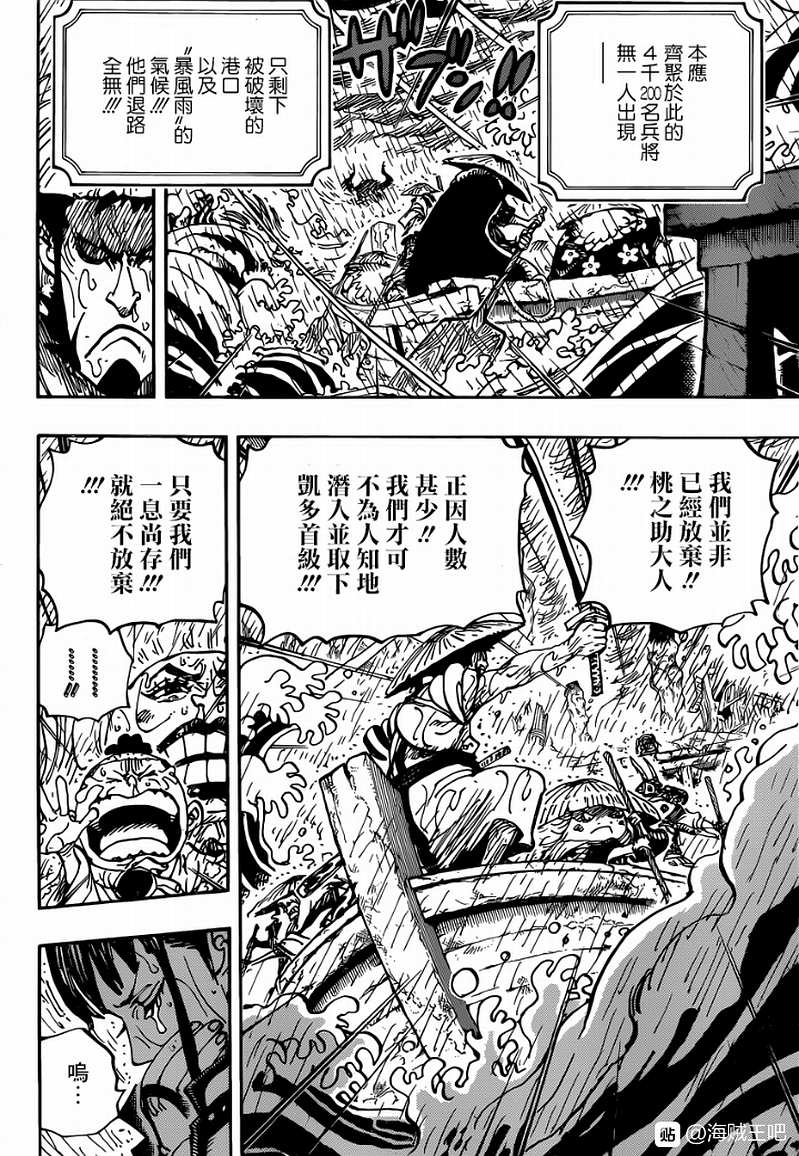 本應
齊聚於此的
4千200名兵將
無一人出現
——
ザブン!!
只剩下
被破壞的
港口
以及
“暴風雨”的
氣候!!!
他們退路
全無!!!
我們並非
已經放棄!!
桃之助大人
正因人數
甚少!!
我們才可
不為人知地
潛入並取下
凱多首級!!!
只要我們
一息尚存!!!
就絕不放棄
!!!
………!!
………!!
嗚…
貼 @海贼王吧